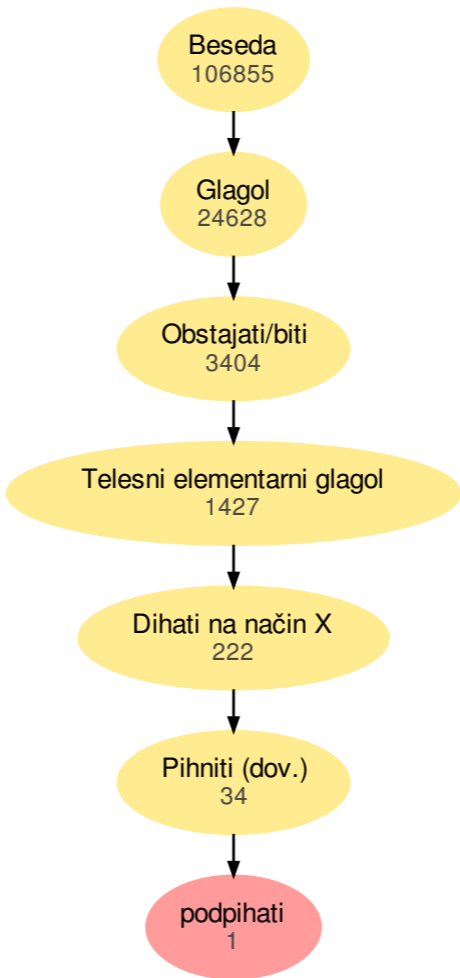 Beseda
106855
Glagol
24628
Obstajati/biti
3404
Telesni elementarni glagol
1427
Dihati na način X
222
Pihniti (dov.)
34
podpihati
1